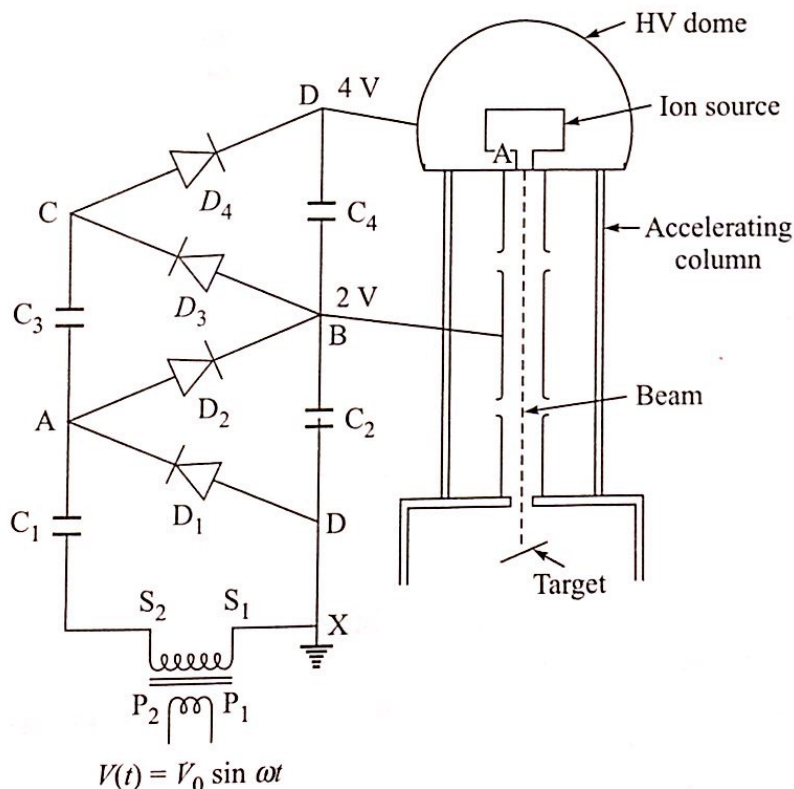 HV dome
D 4 V
Ion source
A
D₄
C
C₄
Accelerating
column
D₃
2 V
C₃
B
D₂
Beam
A
C₂
D₁
C₁
D
Target
S₂ S₁
X
P₂ P₁
V(t) = V₀ sin ωt